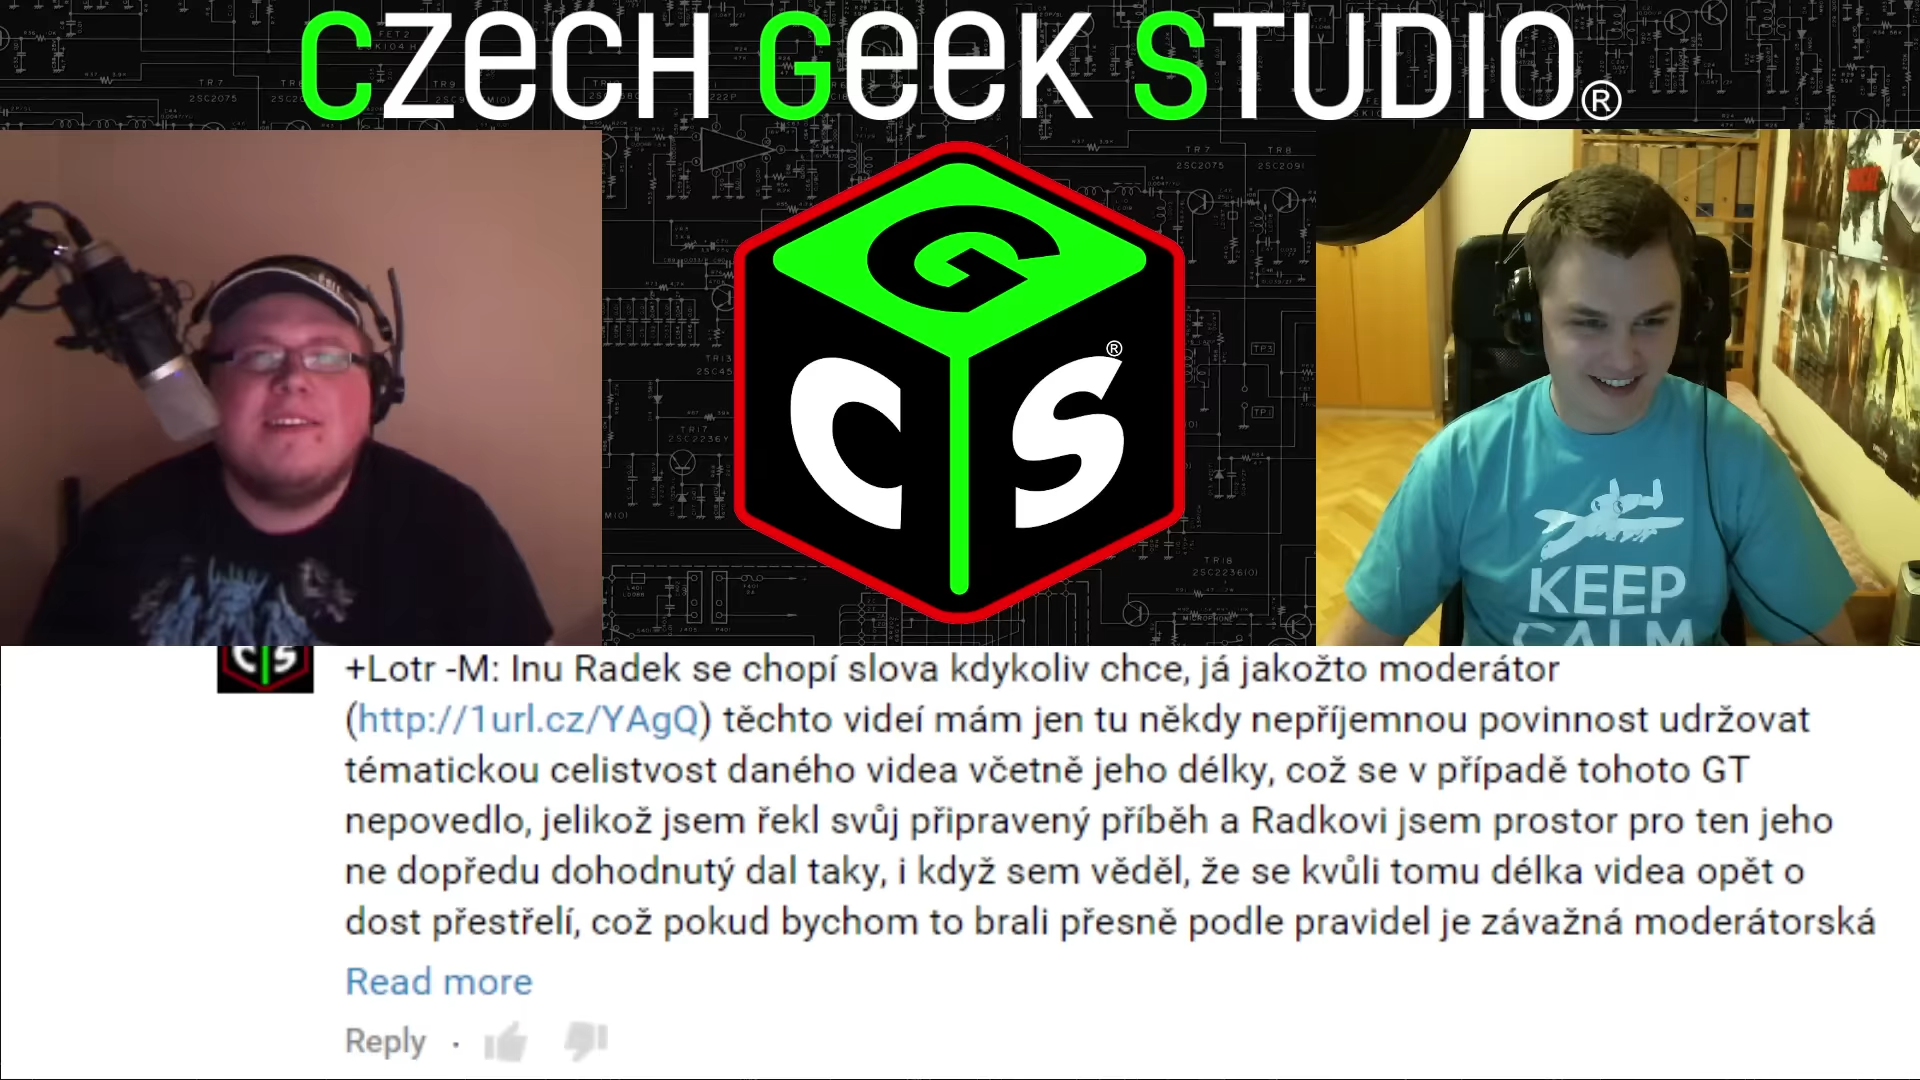 CZECH GEEK STUDIO®
G
C S ®
KEEP
CALM
CS
+Lotr -M: Inu Radek se chopí slova kdykoliv chce, já jakožto moderátor
(http://1url.cz/YAgQ) těchto videí mám jen tu někdy nepříjemnou povinnost udržovat
tématickou celistvost daného videa včetně jeho délky, což se v případě tohoto GT
nepovedlo, jelikož jsem řekl svůj připravený příběh a Radkovi jsem prostor pro ten jeho
ne dopředu dohodnutý dal taky, i když sem věděl, že se kvůli tomu délka videa opět o
dost přestřelí, což pokud bychom to brali přesně podle pravidel je závažná moderátorská
Read more
Reply ·